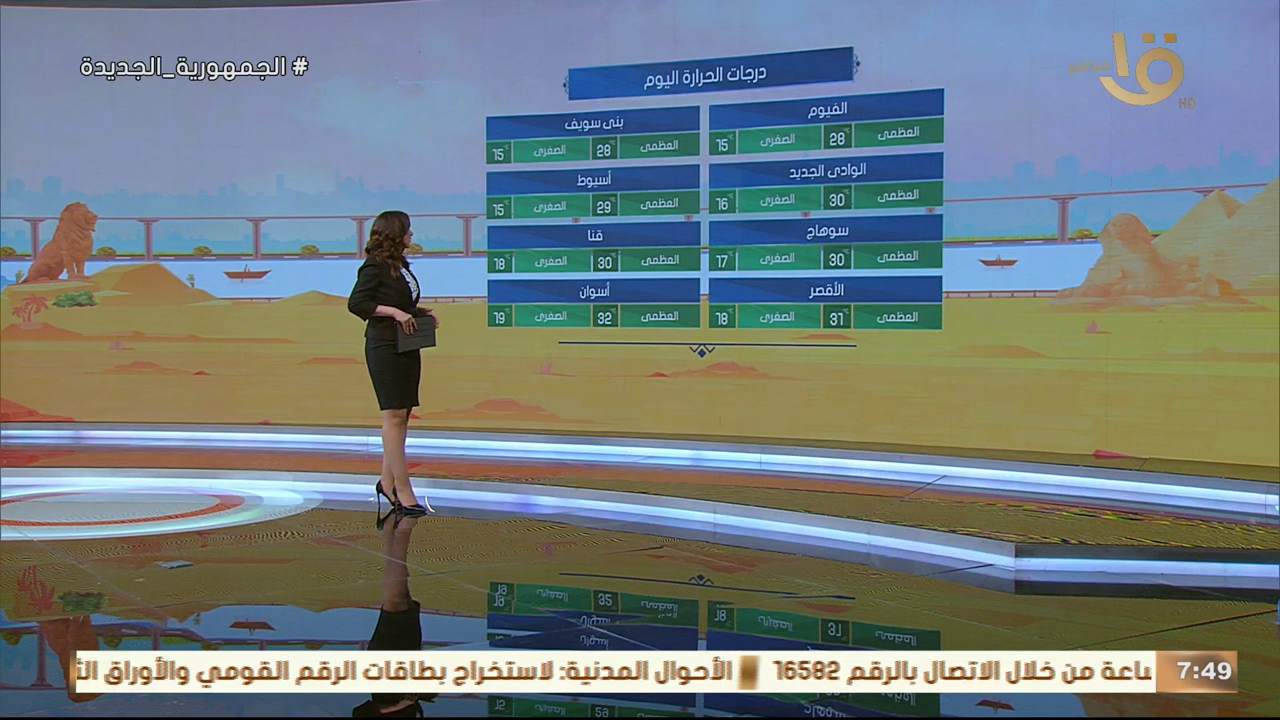 #الجمهورية_الجديدة
مباشر
HD
درجات الحرارة اليوم
الفيوم
العظمى 28°c الصغرى 15°c
بنى سويف
العظمى 28°c الصغرى 15°c
الوادى الجديد
العظمى 30°c الصغرى 16°c
أسيوط
العظمى 29°c الصغرى 15°c
سوهاج
العظمى 30°c الصغرى 17°c
قنا
العظمى 30°c الصغرى 18°c
الأقصر
العظمى 31°c الصغرى 18°c
أسوان
العظمى 32°c الصغرى 19°c
7:49
ـاعة من خلال الاتصال بالرقم 16582 الأحوال المدنية: لاستخراج بطاقات الرقم القومي والأوراق